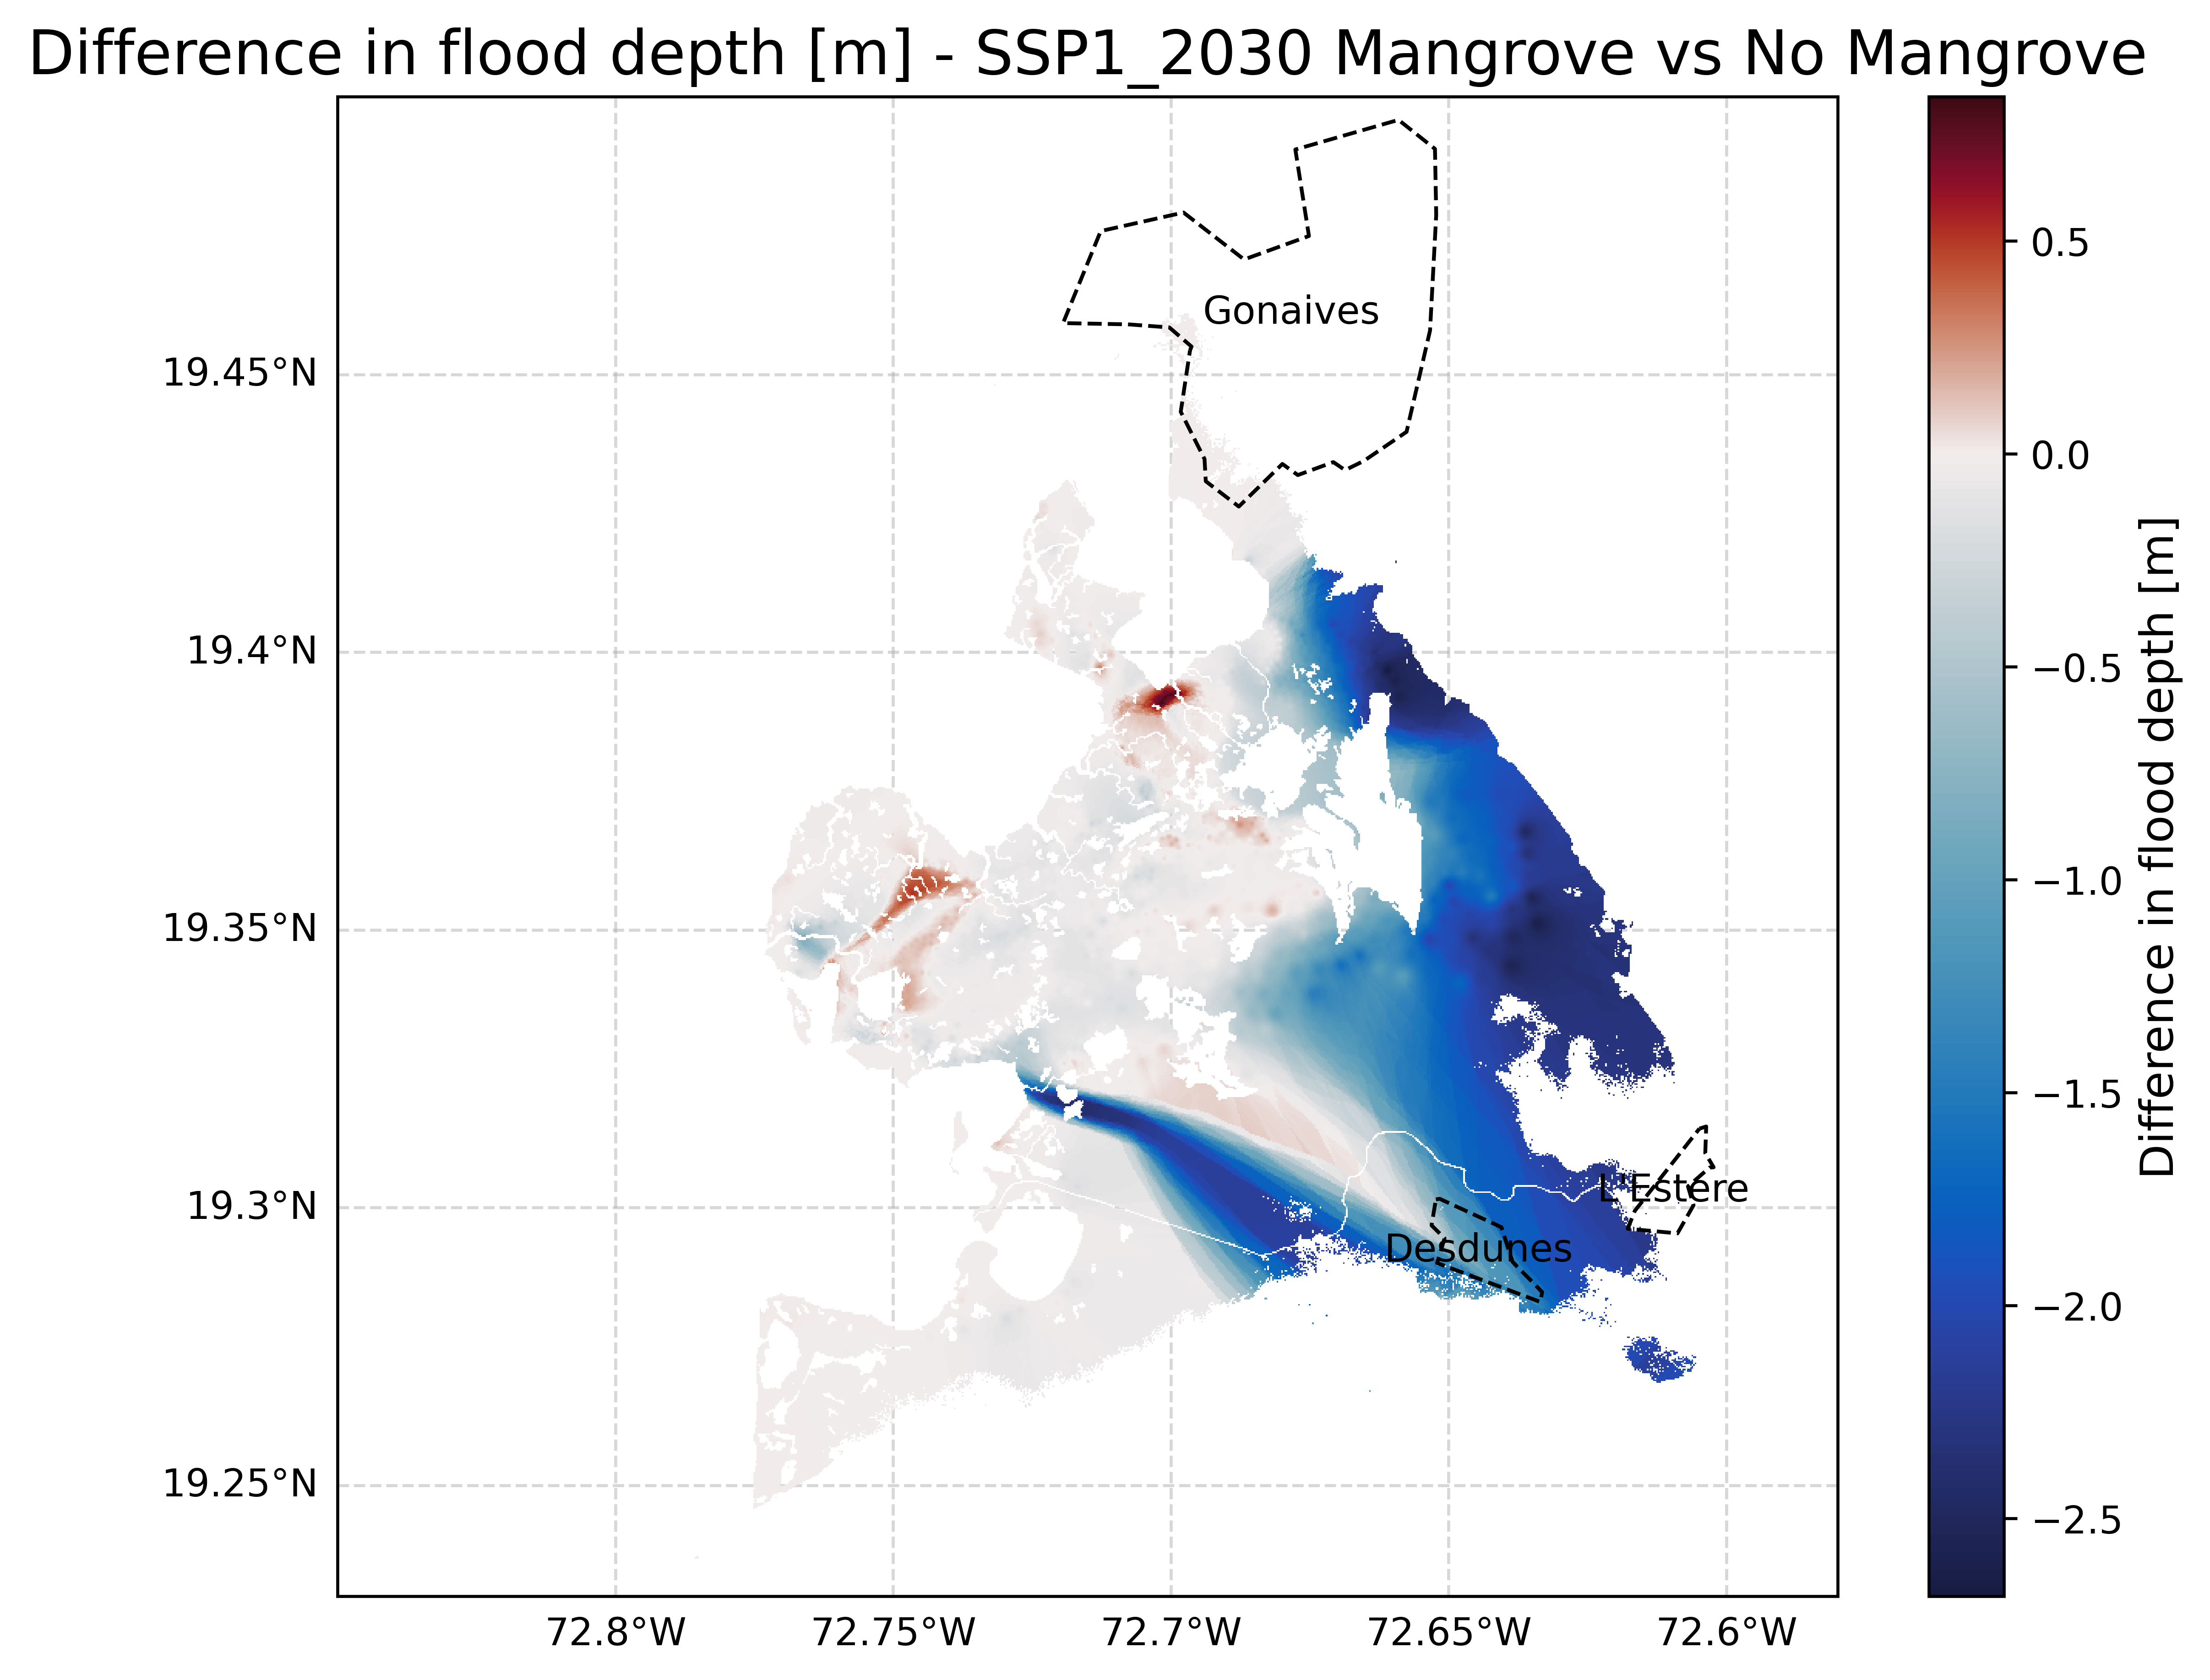 Difference in flood depth [m] - SSP1_2030 Mangrove vs No Mangrove
Gonaives
L'Estere
Desdunes
19.45°N
19.4°N
19.35°N
19.3°N
19.25°N
72.8°W
72.75°W
72.7°W
72.65°W
72.6°W
0.5
0.0
−0.5
−1.0
−1.5
−2.0
−2.5
Difference in flood depth [m]